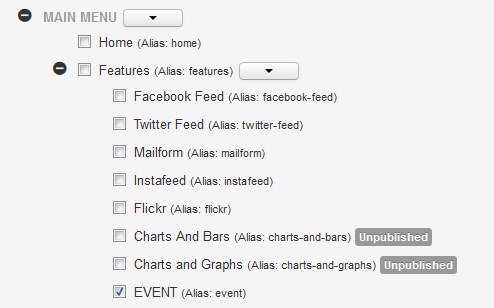 MAIN MENU
Home (Alias: home)
Features (Alias: features)
Facebook Feed (Alias: facebook-feed)
Twitter Feed (Alias: twitter-feed)
Mailform (Alias: mailform)
Instafeed (Alias: instafeed)
Flickr (Alias: flickr)
Charts And Bars (Alias: charts-and-bars) Unpublished
Charts and Graphs (Alias: charts-and-graphs) Unpublished
EVENT (Alias: event)